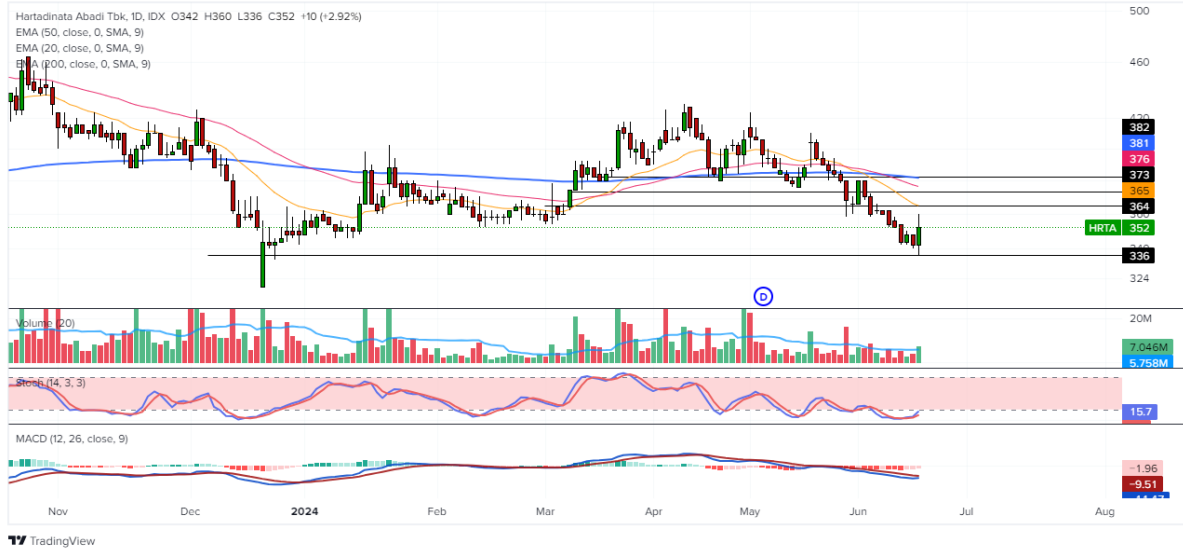 Hartadinata Abadi Tbk, 1D, IDX O342 H360 L336 C352 +10 (+2.92%)
EMA (50, close, 0, SMA, 9)
EMA (20, close, 0, SMA, 9)
EMA (200, close, 0, SMA, 9)
500
460
420
382
381
376
373
365
364
360
HRTA 352
340
336
324
D
Volume (20)
20M
7.046M
5.758M
Stoch (14, 3, 3)
15.7
MACD (12, 26, close, 9)
−1.96
−9.51
Nov Dec 2024 Feb Mar Apr May Jun Jul Aug
TradingView